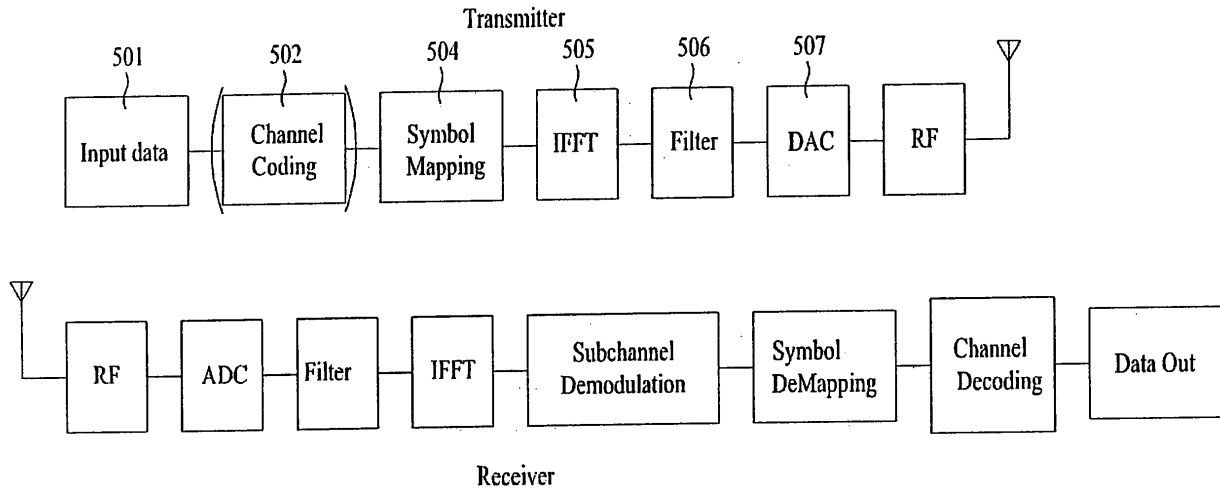 Transmitter
501
502
504
505
506
507
Input data
Channel
Coding
Symbol
Mapping
IFFT
Filter
DAC
RF
RF
ADC
Filter
IFFT
Subchannel
Demodulation
Symbol
DeMapping
Channel
Decoding
Data Out
Receiver